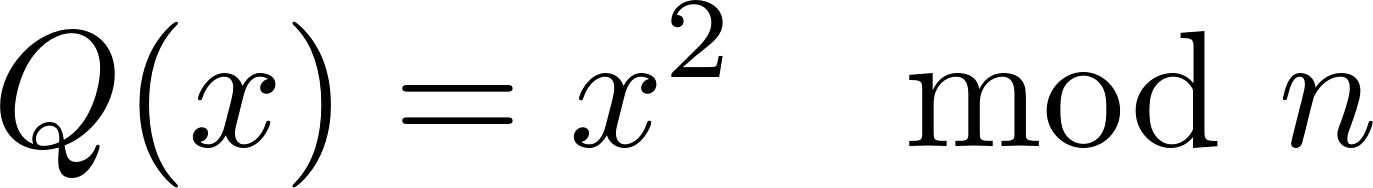 Q(x) = x² mod n